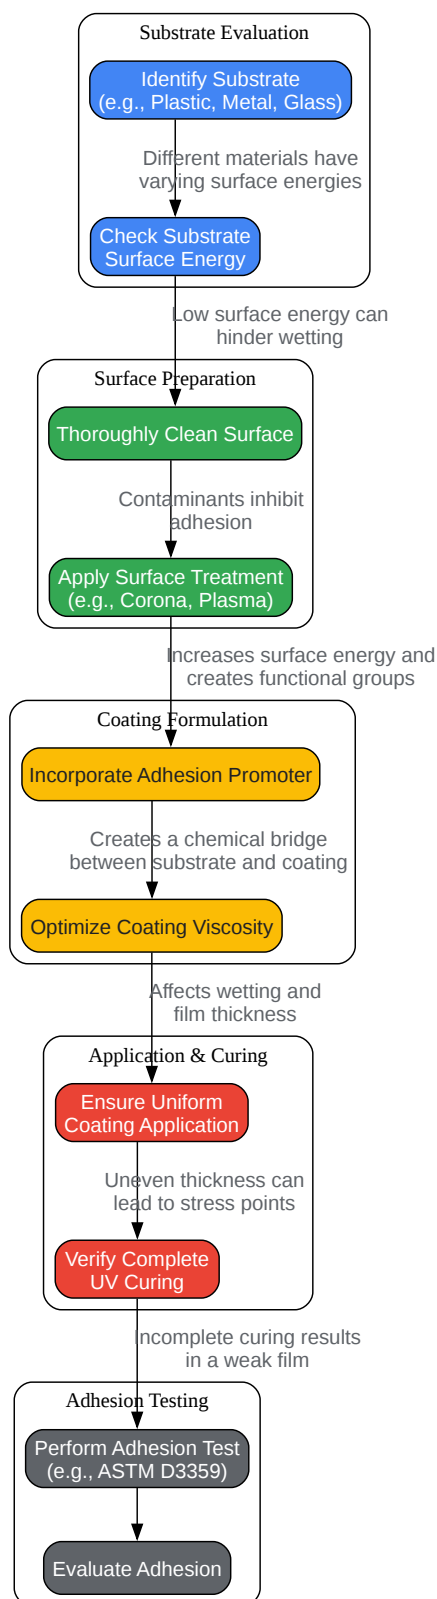 Substrate Evaluation
Identify Substrate
(e.g., Plastic, Metal, Glass)
Different materials have
varying surface energies
Check Substrate
Surface Energy
Low surface energy can
hinder wetting
Surface Preparation
Thoroughly Clean Surface
Contaminants inhibit
adhesion
Apply Surface Treatment
(e.g., Corona, Plasma)
Increases surface energy and
creates functional groups
Coating Formulation
Incorporate Adhesion Promoter
Creates a chemical bridge
between substrate and coating
Optimize Coating Viscosity
Affects wetting and
film thickness
Application & Curing
Ensure Uniform
Coating Application
Uneven thickness can
lead to stress points
Verify Complete
UV Curing
Incomplete curing results
in a weak film
Adhesion Testing
Perform Adhesion Test
(e.g., ASTM D3359)
Evaluate Adhesion